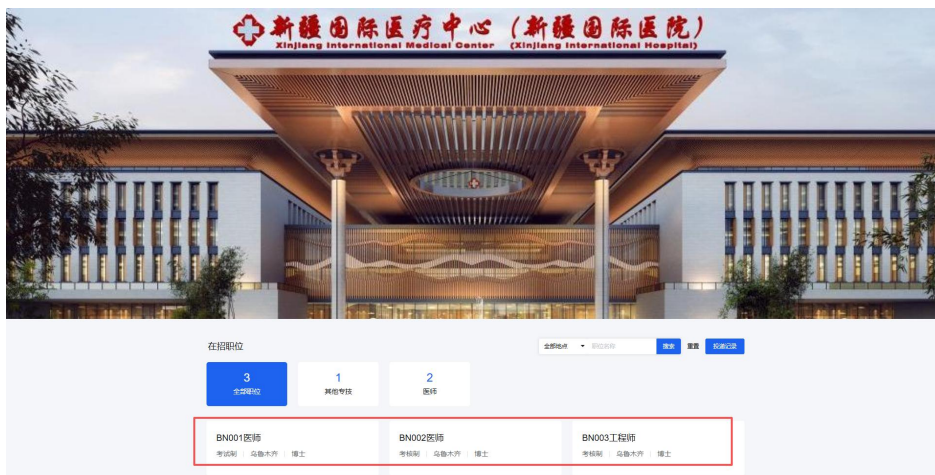 新疆国际医疗中心（新疆国际医院）
Xinjiang International Medical Center (Xinjiang International Hospital)
在招职位
全部地点 职位名称 搜索 重置 投递记录
3 1 2
全部职位 其他专技 医师
BN001医师 BN002医师 BN003工程师
考试制 乌鲁木齐 博士 考核制 乌鲁木齐 博士 考核制 乌鲁木齐 博士